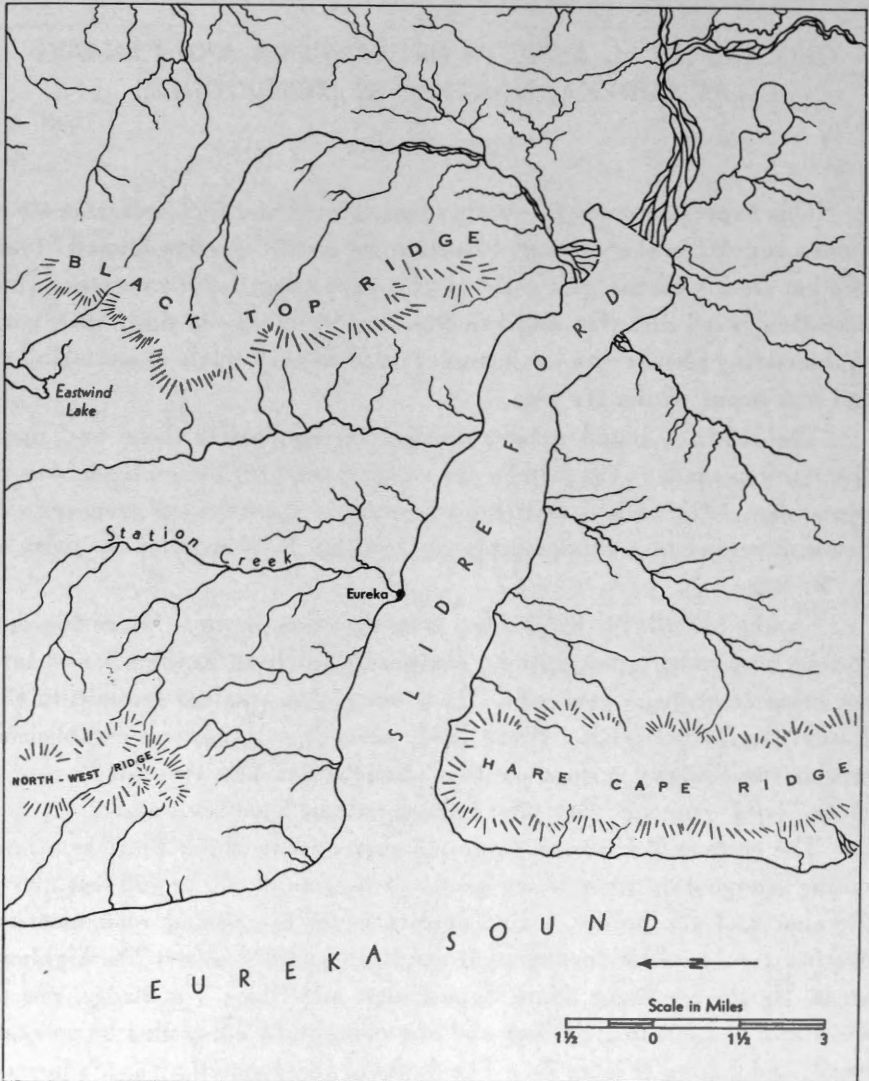 BLACK TOP RIDGE
Eastwind
Lake
Station Creek
Eureka
SLIDRE FIORD
NORTH-WEST RIDGE
HARE CAPE RIDGE
EUREKA SOUND
N
Scale in Miles
1½ 0 1½ 3